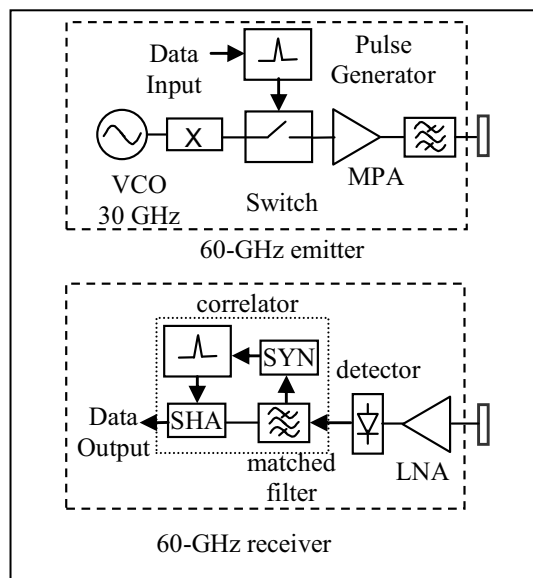 Data
Input
Pulse
Generator
X
VCO
30 GHz
Switch
MPA
60-GHz emitter
correlator
SYN
detector
Data
Output
SHA
matched
filter
LNA
60-GHz receiver